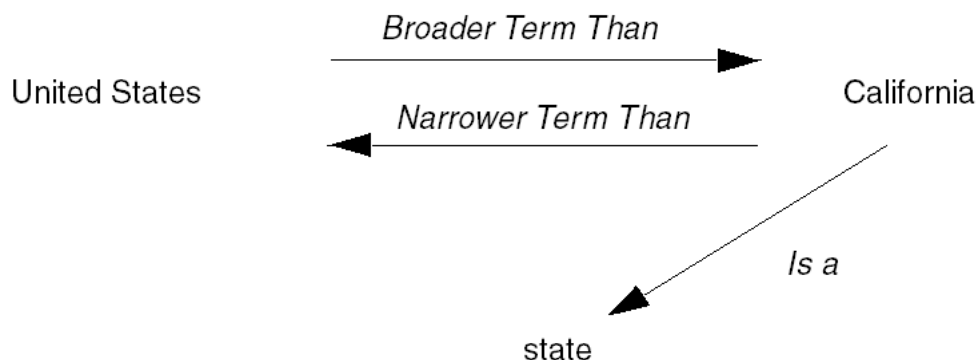 Broader Term Than
United States
California
Narrower Term Than
Is a
state